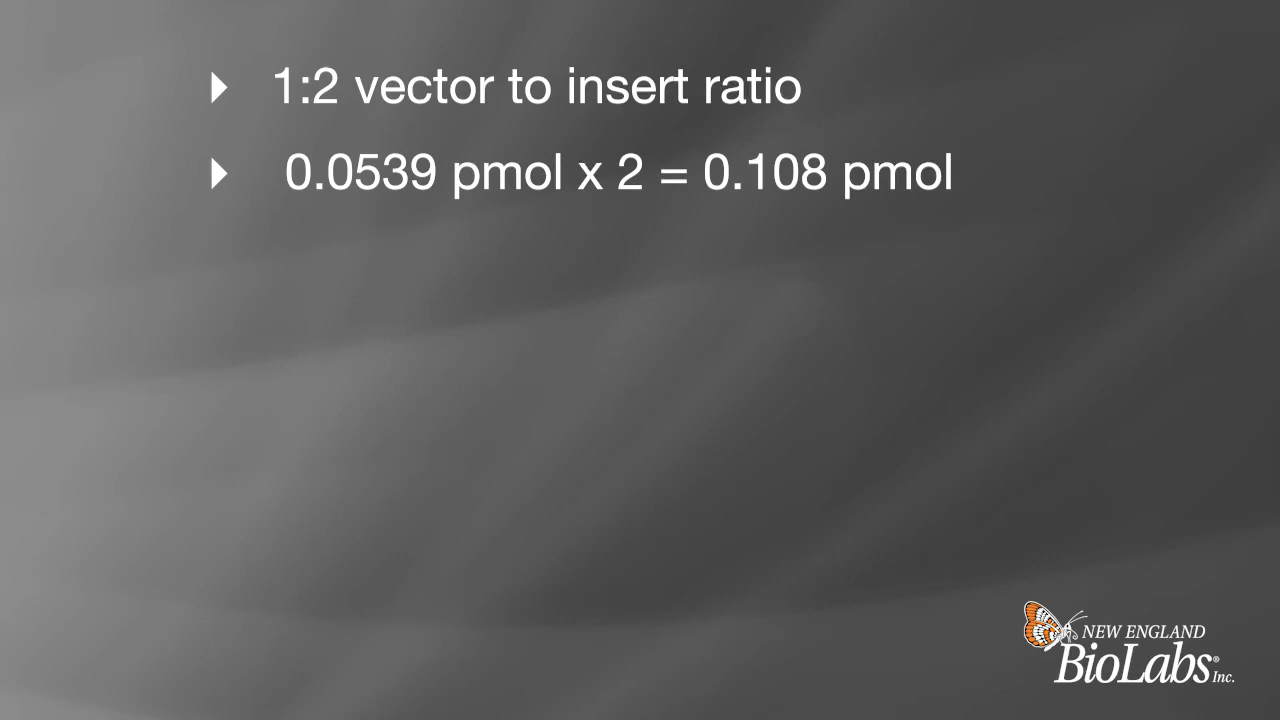 1:2 vector to insert ratio
0.0539 pmol x 2 = 0.108 pmol
NEW ENGLAND
BioLabs® Inc.